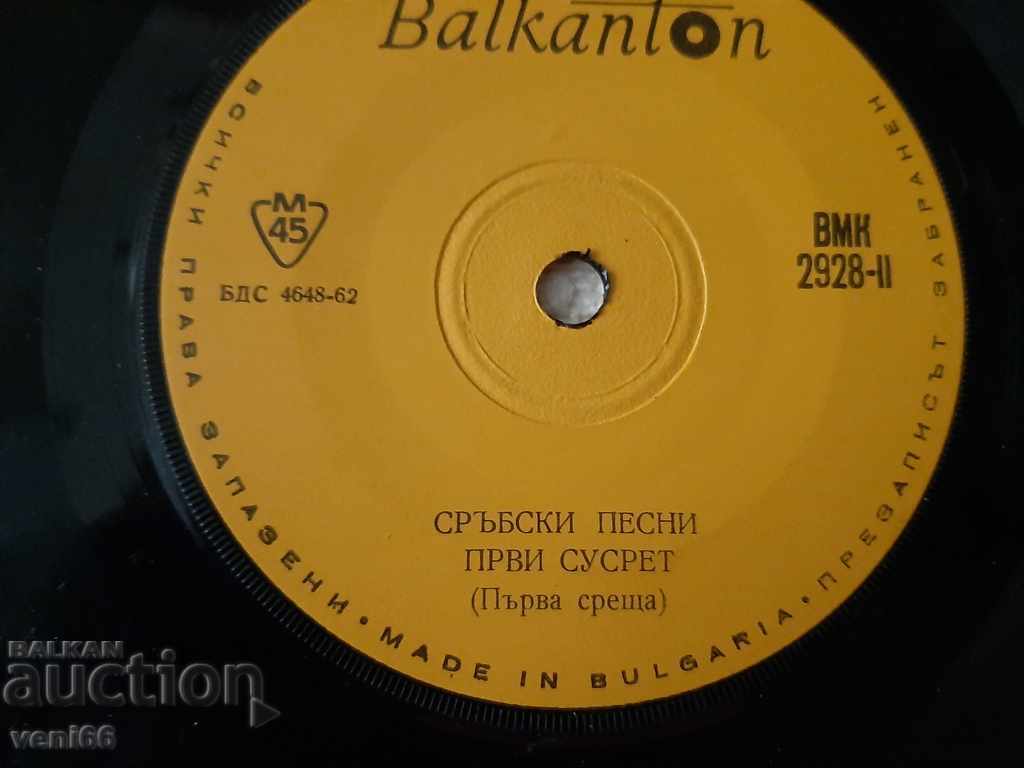 Balkanton
ВСИЧКИ ПРАВА ЗАПАЗЕНИ • MADE IN BULGARIA • ПРЕЗАПИСЪТ ЗАБРАНЕН
М
45
БДС 4648-62
ВМК
2928-II
СРЪБСКИ ПЕСНИ
ПРВИ СУСРЕТ
(Първа среща)
BALKAN
auction
veni66